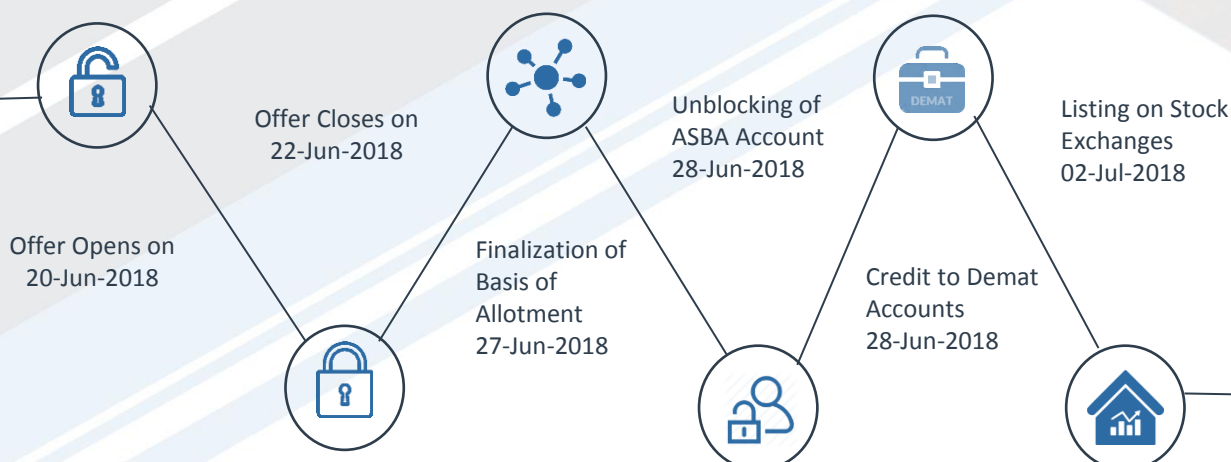 Offer Opens on
20-Jun-2018
Offer Closes on
22-Jun-2018
Finalization of
Basis of
Allotment
27-Jun-2018
Unblocking of
ASBA Account
28-Jun-2018
DEMAT
Credit to Demat
Accounts
28-Jun-2018
Listing on Stock
Exchanges
02-Jul-2018